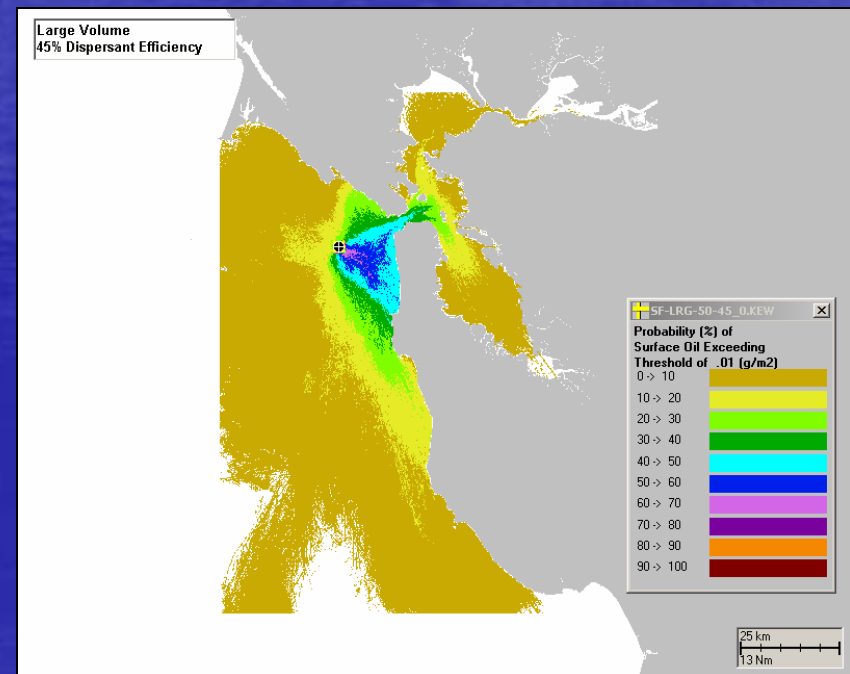 Large Volume
45% Dispersant Efficiency
SF-LRG-50-45_0.KEW
Probability (%) of
Surface Oil Exceeding
Threshold of .01 (g/m2)
0 -> 10
10 -> 20
20 -> 30
30 -> 40
40 -> 50
50 -> 60
60 -> 70
70 -> 80
80 -> 90
90 -> 100
25 km
13 Nm